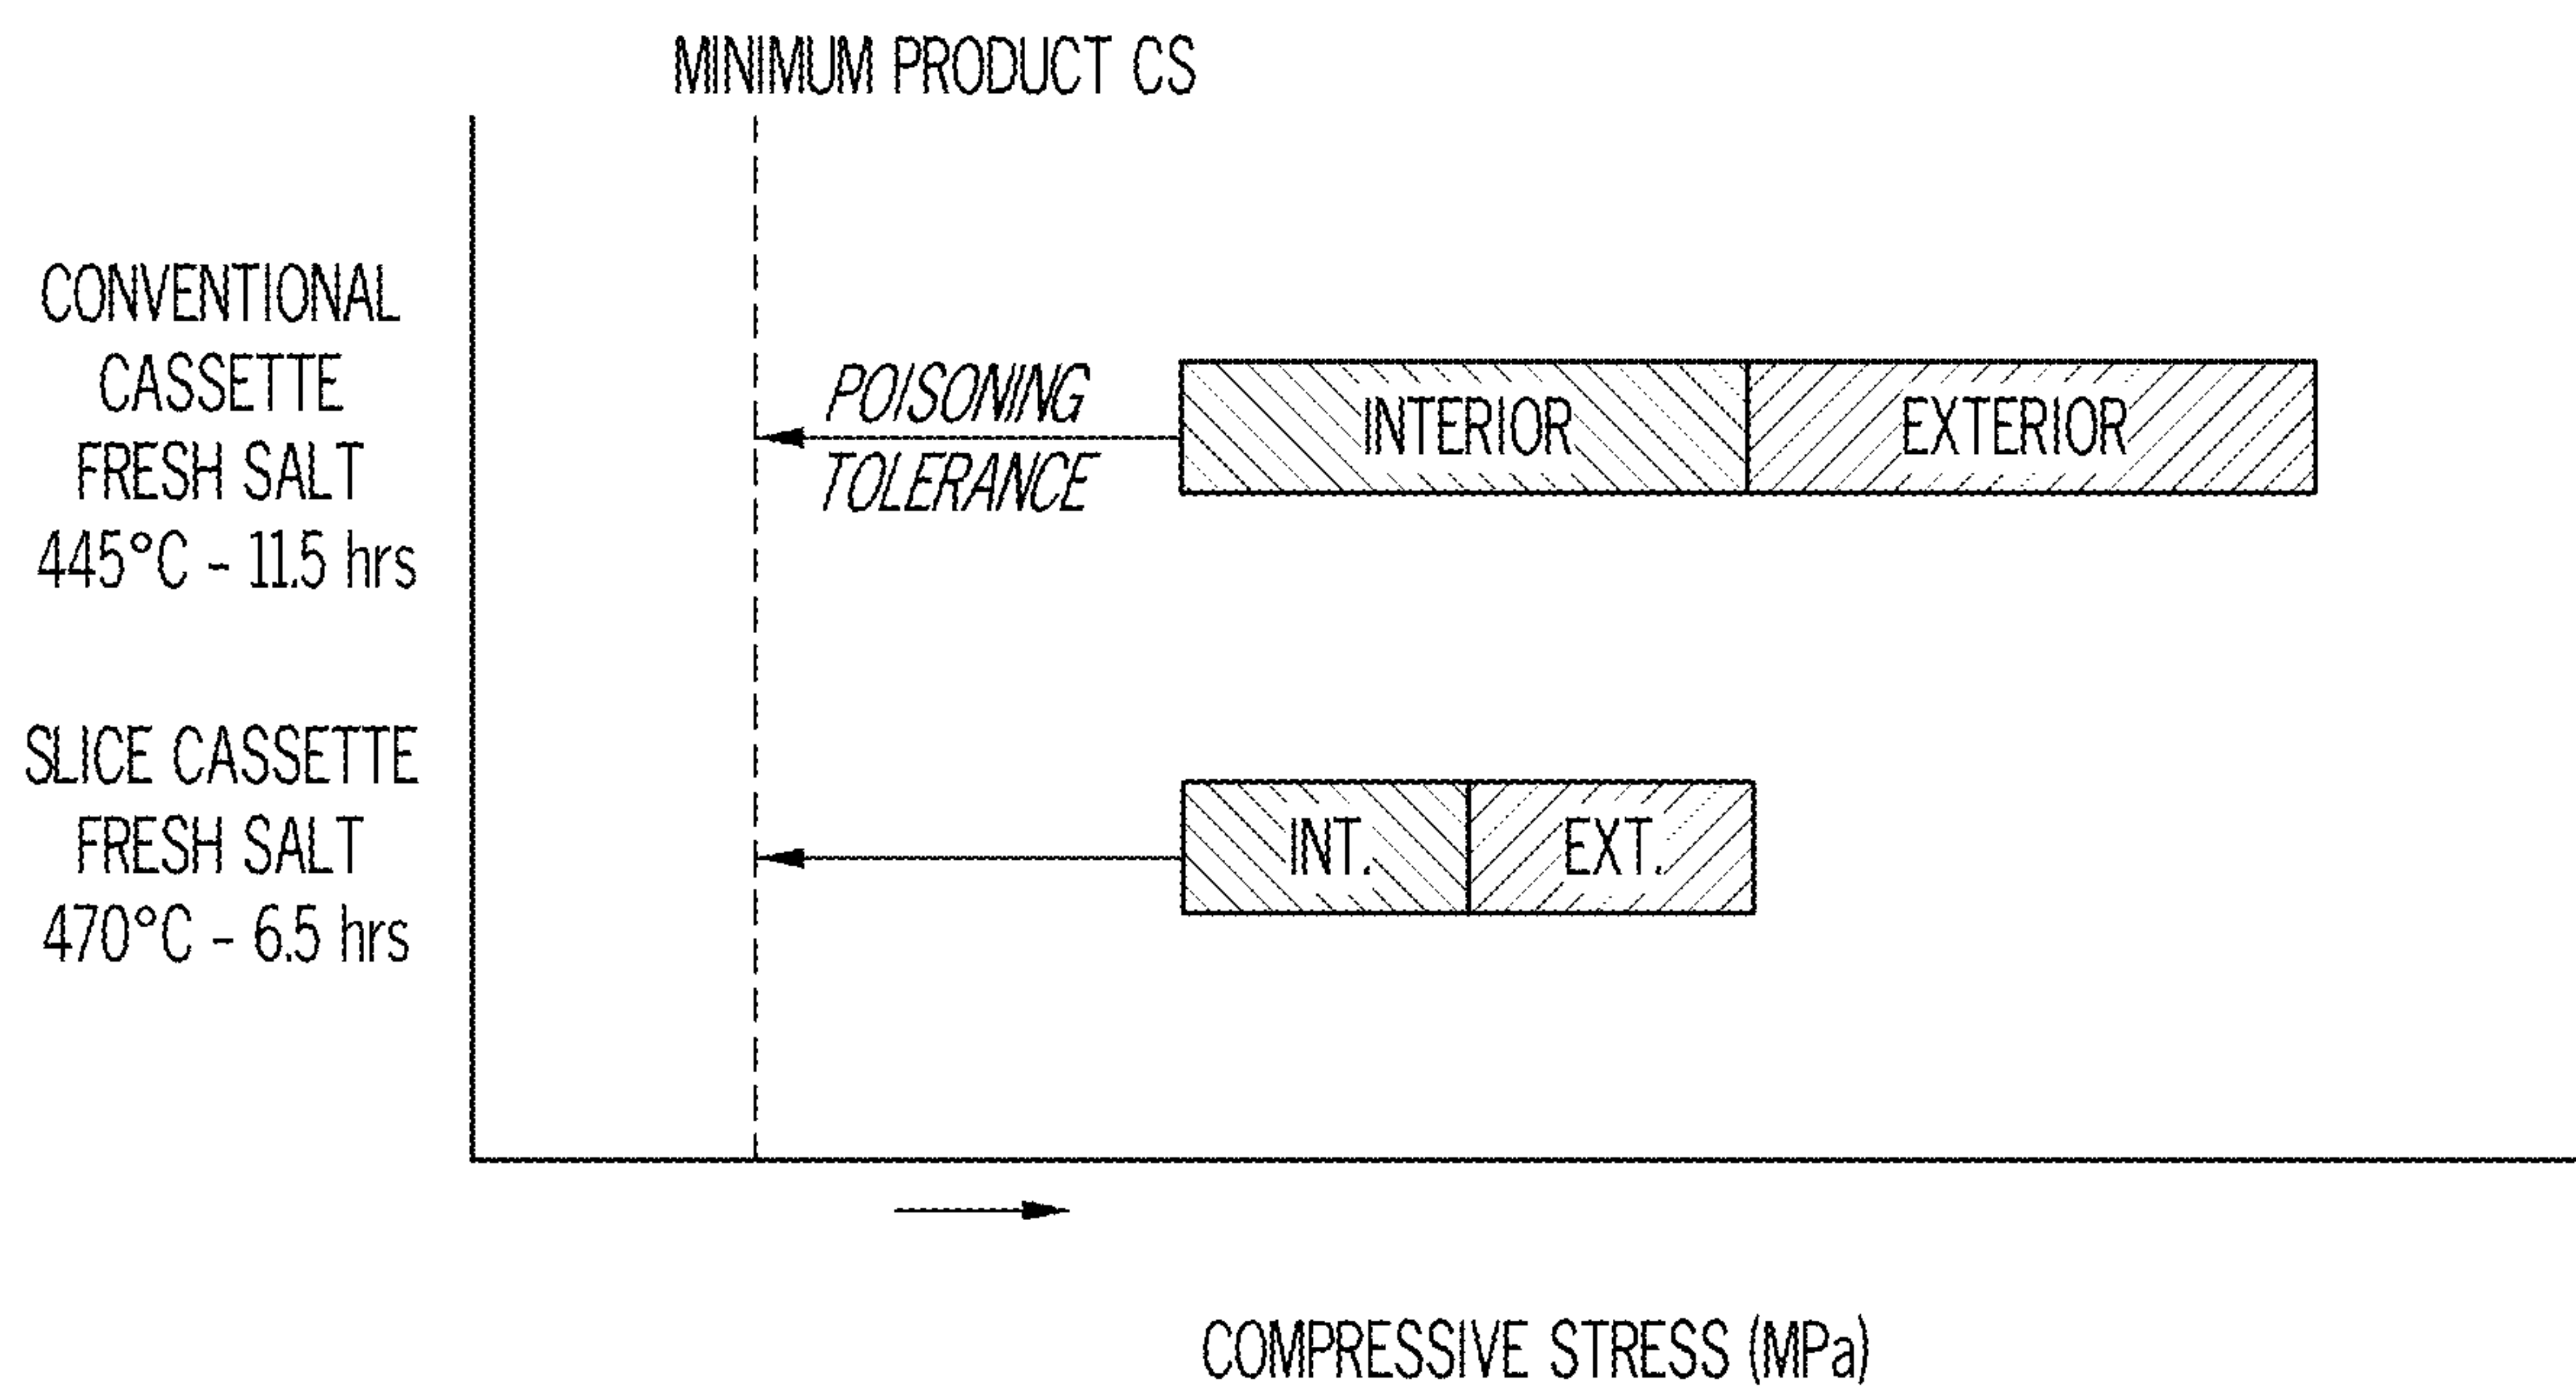 MINIMUM PRODUCT CS
CONVENTIONAL
CASSETTE
FRESH SALT
445°C - 11.5 hrs
POISONING
TOLERANCE
INTERIOR
EXTERIOR
SLICE CASSETTE
FRESH SALT
470°C - 6.5 hrs
INT.
EXT.
COMPRESSIVE STRESS (MPa)